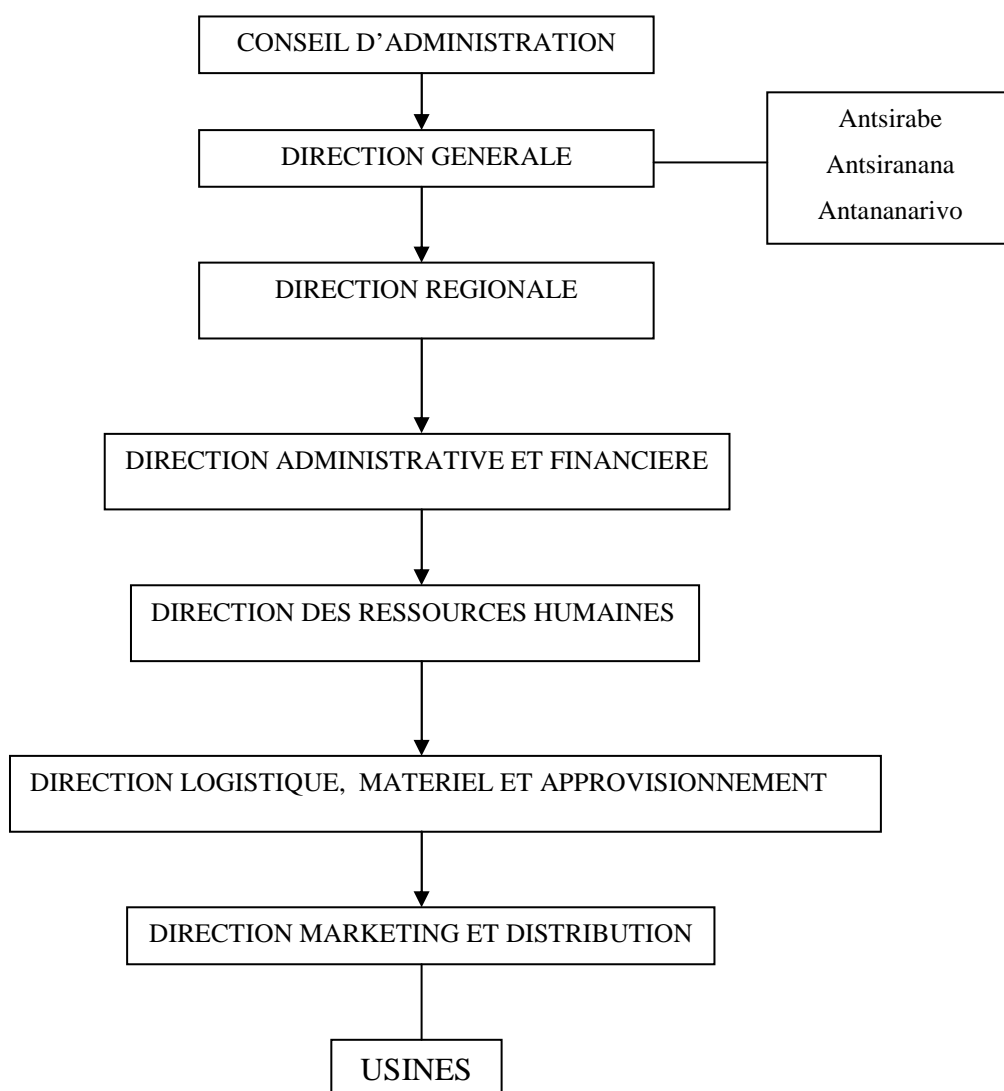 CONSEIL D’ADMINISTRATION
DIRECTION GENERALE
Antsirabe
Antsiranana
Antananarivo
DIRECTION REGIONALE
DIRECTION ADMINISTRATIVE ET FINANCIERE
DIRECTION DES RESSOURCES HUMAINES
DIRECTION LOGISTIQUE, MATERIEL ET APPROVISIONNEMENT
DIRECTION MARKETING ET DISTRIBUTION
USINES